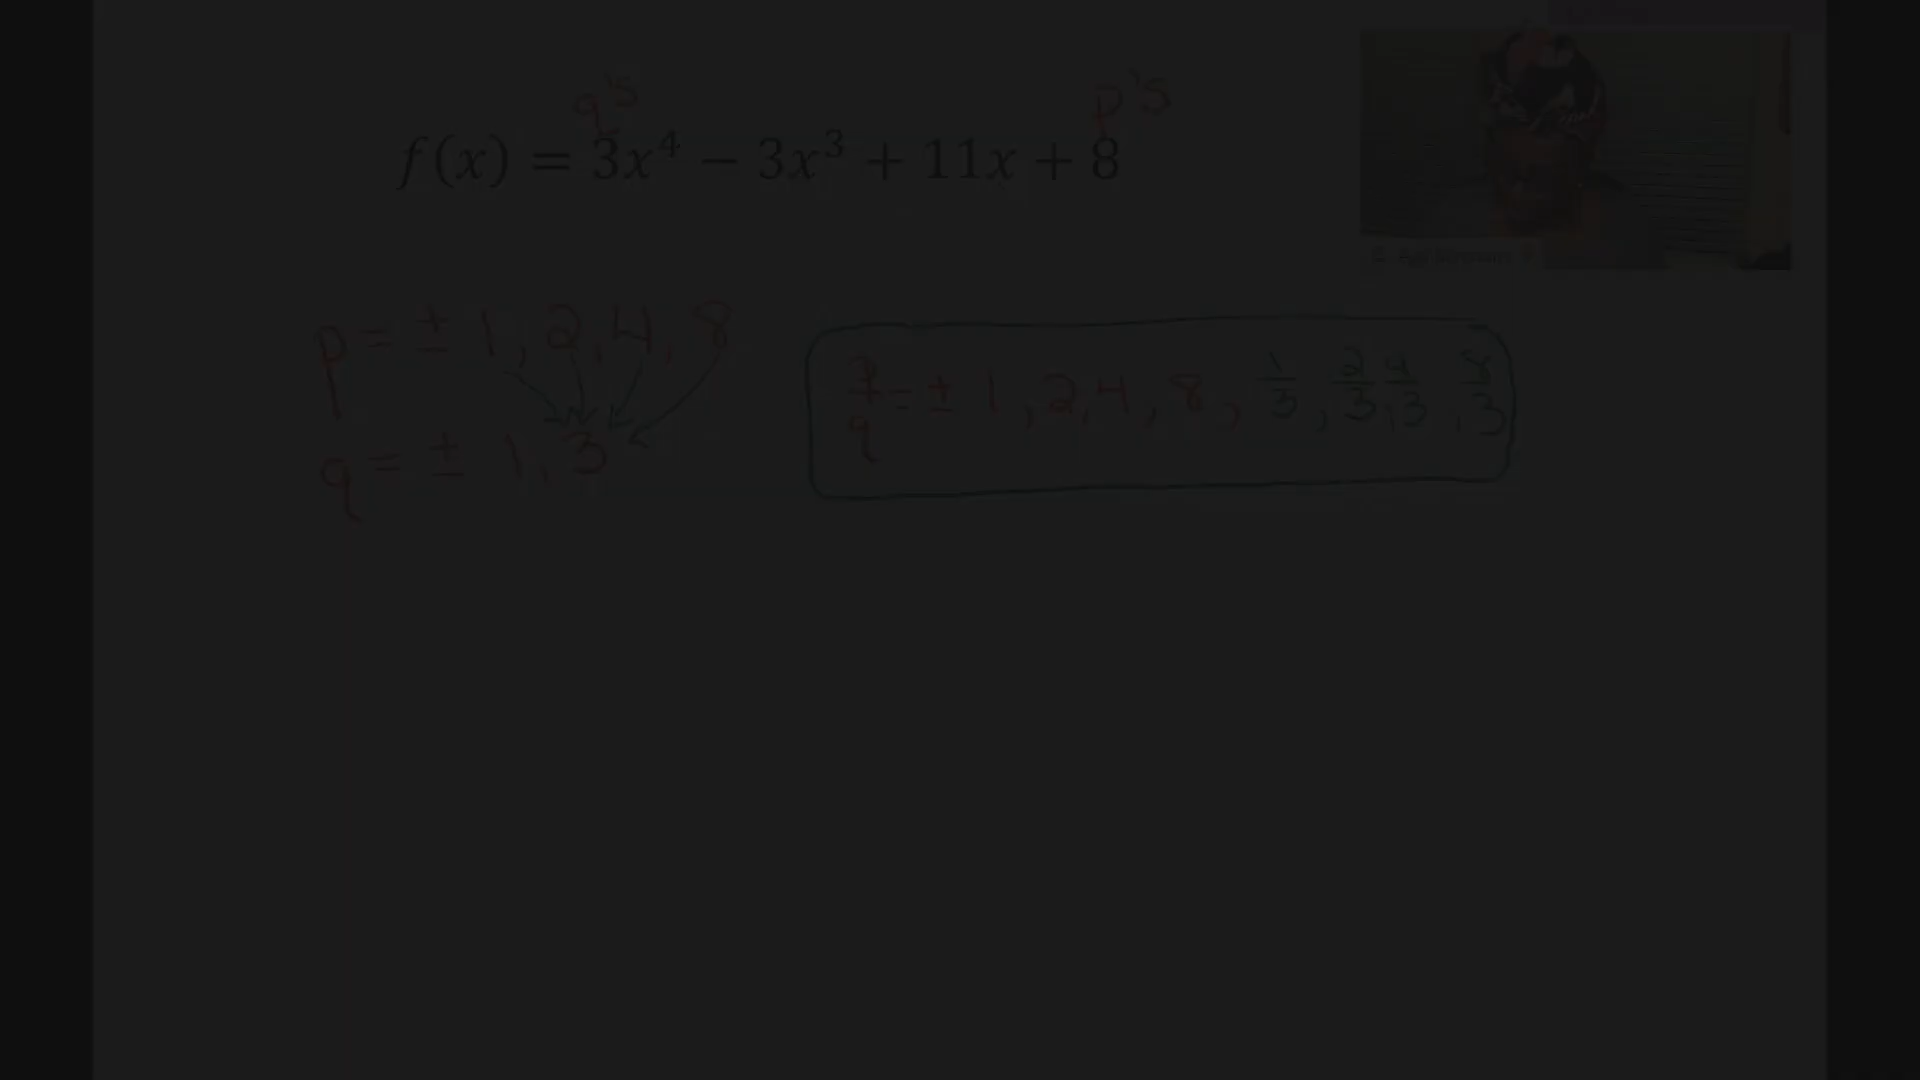 q's p's
f(x) = 3x⁴ − 3x³ + 11x + 8
p = ± 1, 2, 4, 8
q = ± 1, 3
p/q = ± 1, 2, 4, 8, 1/3, 2/3, 4/3, 8/3